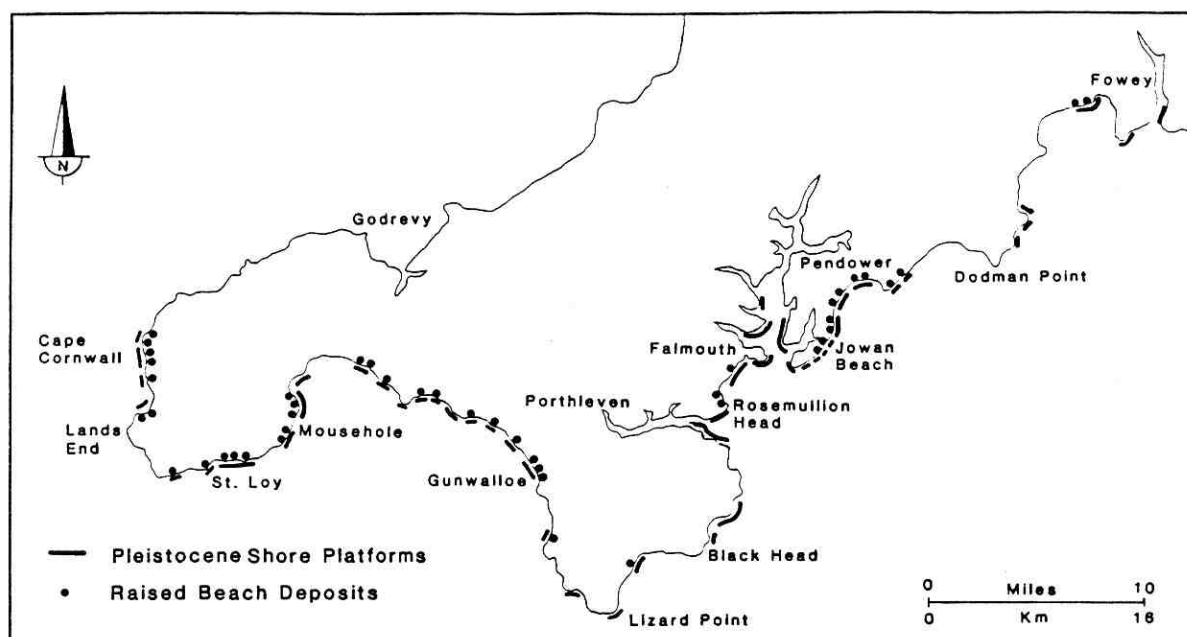 Fowey
N
Godrevy
Pendower
Dodman Point
Cape
Cornwall
Falmouth
Jowan
Beach
Porthleven
Rosemullion
Head
Lands
End
Mousehole
St. Loy
Gunwalloe
Pleistocene Shore Platforms
Black Head
Raised Beach Deposits
0 Miles 10
0 Km 16
Lizard Point